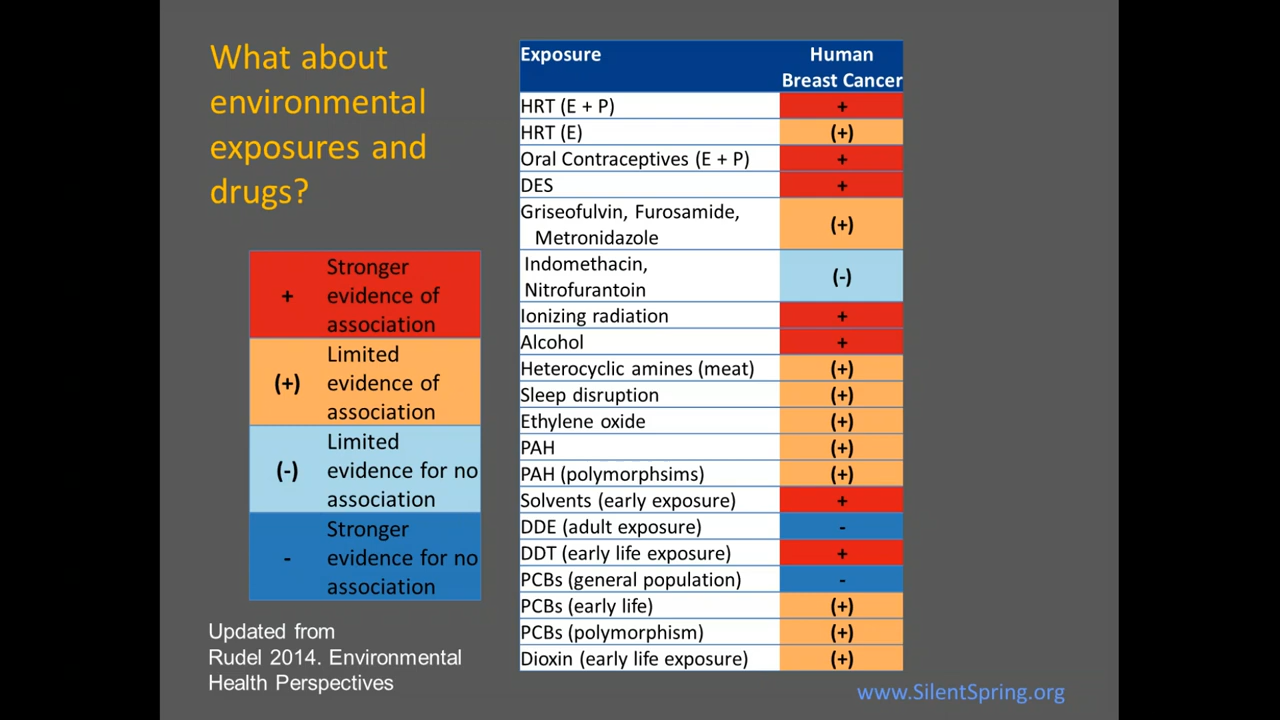 What about
environmental
exposures and
drugs?
+ Stronger
evidence of
association
(+) Limited
evidence of
association
(-) Limited
evidence for no
association
- Stronger
evidence for no
association
Updated from
Rudel 2014. Environmental
Health Perspectives
Exposure Human
Breast Cancer
HRT (E + P) +
HRT (E) (+)
Oral Contraceptives (E + P) +
DES +
Griseofulvin, Furosamide,
Metronidazole (+)
Indomethacin,
Nitrofurantoin (-)
Ionizing radiation +
Alcohol +
Heterocyclic amines (meat) (+)
Sleep disruption (+)
Ethylene oxide (+)
PAH (+)
PAH (polymorphsims) (+)
Solvents (early exposure) +
DDE (adult exposure) -
DDT (early life exposure) +
PCBs (general population) -
PCBs (early life) (+)
PCBs (polymorphism) (+)
Dioxin (early life exposure) (+)
www.SilentSpring.org